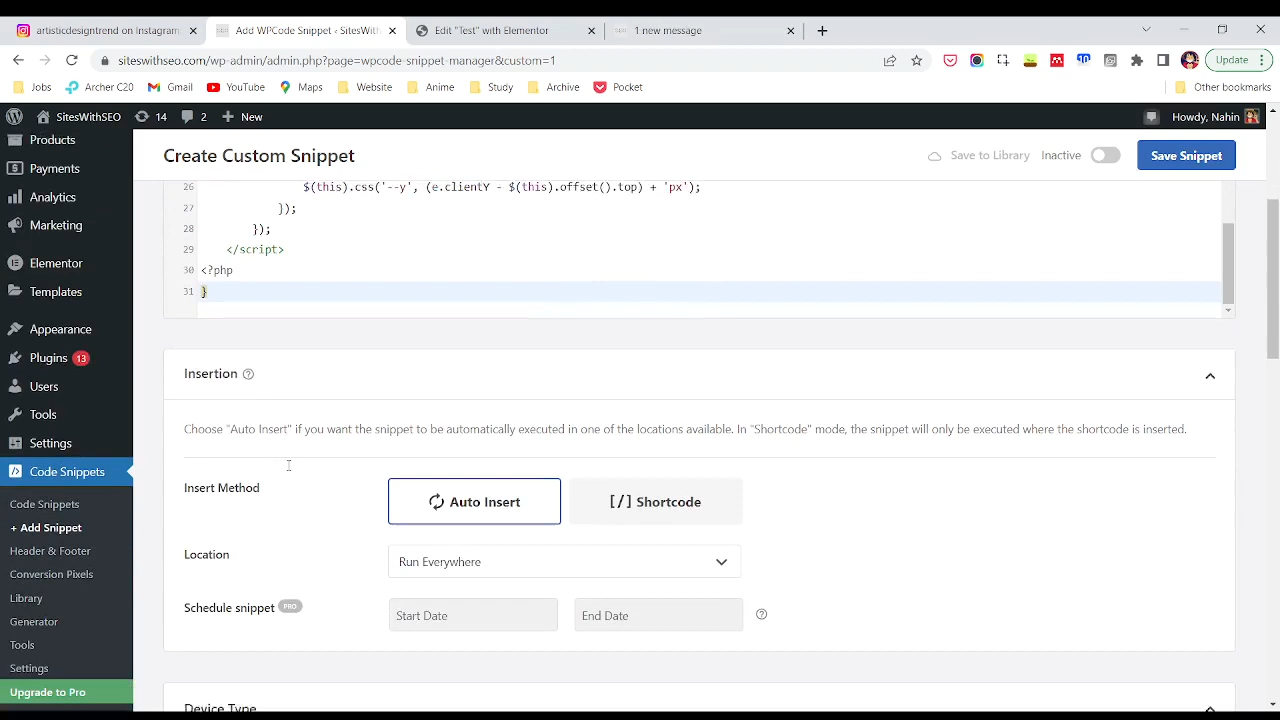 artisticdesigntrend on Instagram
Add WPCode Snippet ‹ SitesWith
Edit "Test" with Elementor
1 new message
siteswithseo.com/wp-admin/admin.php?page=wpcode-snippet-manager&custom=1
Update
Jobs
Archer C20
Gmail
YouTube
Maps
Website
Anime
Study
Archive
Pocket
Other bookmarks
SitesWithSEO
14
2
New
Howdy, Nahin
Products
Payments
Analytics
Marketing
Elementor
Templates
Appearance
Plugins 13
Users
Tools
Settings
Code Snippets
Code Snippets
+ Add Snippet
Header & Footer
Conversion Pixels
Library
Generator
Tools
Settings
Upgrade to Pro
Create Custom Snippet
Save to Library
Inactive
Save Snippet
26 $(this).css('--y', (e.clientY - $(this).offset().top) + 'px');
27 });
28 });
29 </script>
30 <?php
31 }
Insertion
Choose "Auto Insert" if you want the snippet to be automatically executed in one of the locations available. In "Shortcode" mode, the snippet will only be executed where the shortcode is inserted.
Insert Method
Auto Insert
[/] Shortcode
Location
Run Everywhere
Schedule snippet PRO
Start Date
End Date
Device Type